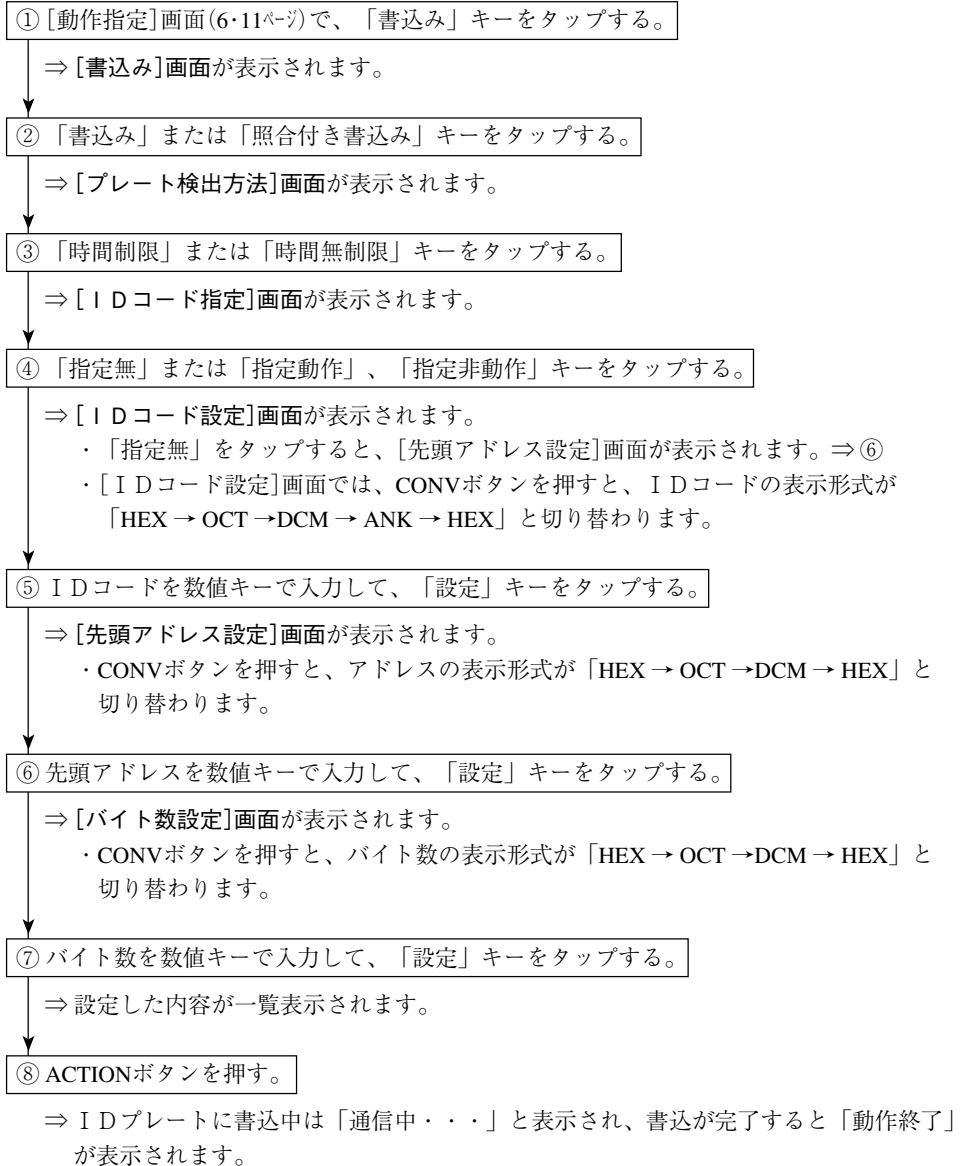 ① [動作指定]画面(6・11ﾍﾟｰｼﾞ)で、「書込み」キーをタップする。
⇒ [書込み]画面が表示されます。
② 「書込み」または「照合付き書込み」キーをタップする。
⇒ [プレート検出方法]画面が表示されます。
③ 「時間制限」または「時間無制限」キーをタップする。
⇒ [ＩＤコード指定]画面が表示されます。
④ 「指定無」または「指定動作」、「指定非動作」キーをタップする。
⇒ [ＩＤコード設定]画面が表示されます。
・「指定無」をタップすると、[先頭アドレス設定]画面が表示されます。⇒ ⑥
・[ＩＤコード設定]画面では、CONVボタンを押すと、ＩＤコードの表示形式が
「HEX → OCT →DCM → ANK → HEX」と切り替わります。
⑤ ＩＤコードを数値キーで入力して、「設定」キーをタップする。
⇒ [先頭アドレス設定]画面が表示されます。
・CONVボタンを押すと、アドレスの表示形式が「HEX → OCT →DCM → HEX」と
切り替わります。
⑥ 先頭アドレスを数値キーで入力して、「設定」キーをタップする。
⇒ [バイト数設定]画面が表示されます。
・CONVボタンを押すと、バイト数の表示形式が「HEX → OCT →DCM → HEX」と
切り替わります。
⑦ バイト数を数値キーで入力して、「設定」キーをタップする。
⇒ 設定した内容が一覧表示されます。
⑧ ACTIONボタンを押す。
⇒ ＩＤプレートに書込中は「通信中・・・」と表示され、書込が完了すると「動作終了」
が表示されます。